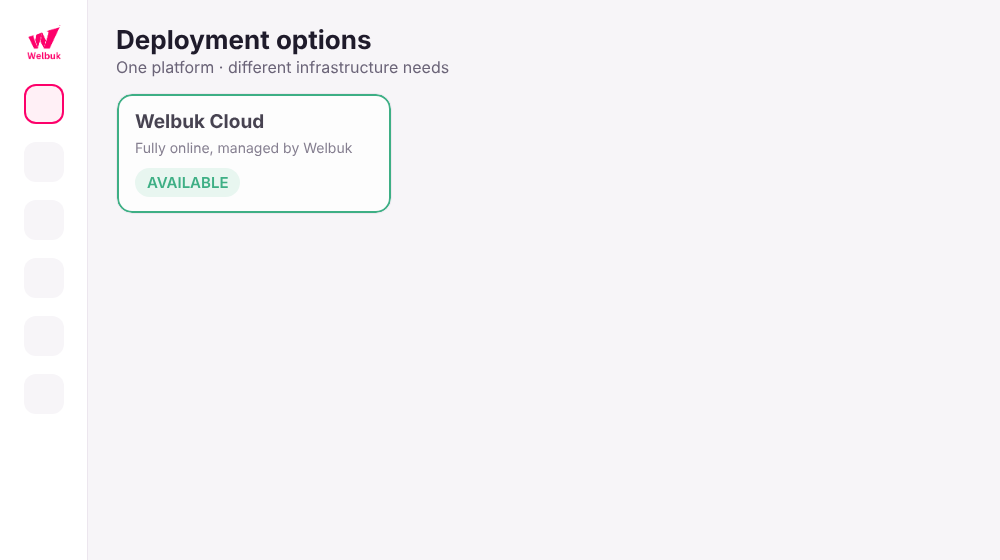 Welbuk
Deployment options
One platform · different infrastructure needs
Welbuk Cloud
Fully online, managed by Welbuk
AVAILABLE